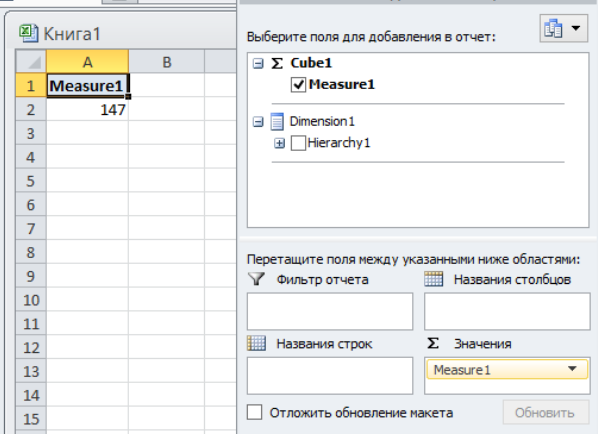 Книга1
A B
1 Measure1
2 147
3
4
5
6
7
8
9
10
11
12
13
14
15
Выберите поля для добавления в отчет:
Σ Cube1
Measure1
Dimension1
Hierarchy1
Перетащите поля между указанными ниже областями:
Фильтр отчета
Названия столбцов
Названия строк
Σ Значения
Measure1
Отложить обновление макета
Обновить